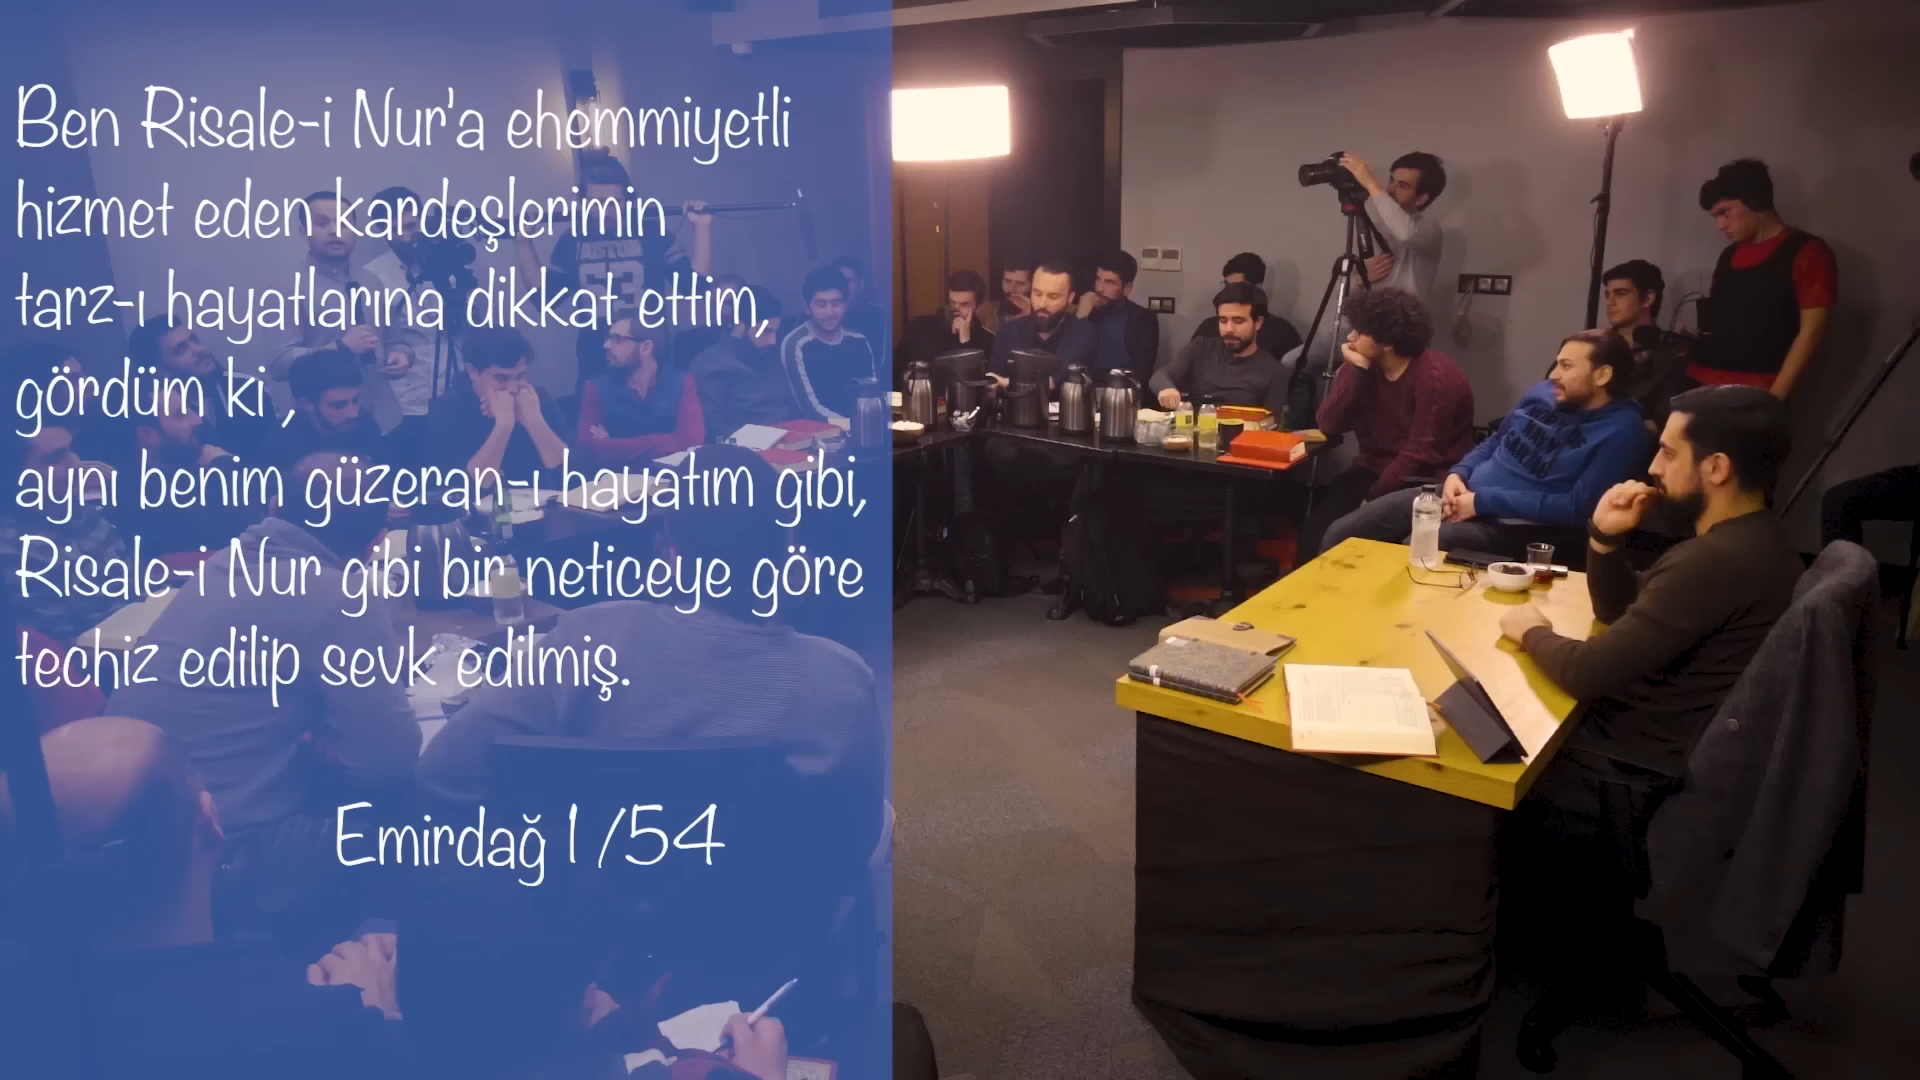 Ben Risale-i Nur'a ehemmiyetli
hizmet eden kardeşlerimin
tarz-ı hayatlarına dikkat ettim,
gördüm ki ,
aynı benim güzeran-ı hayatım gibi,
Risale-i Nur gibi bir neticeye göre
techiz edilip sevk edilmiş.
Emirdağ 1 /54